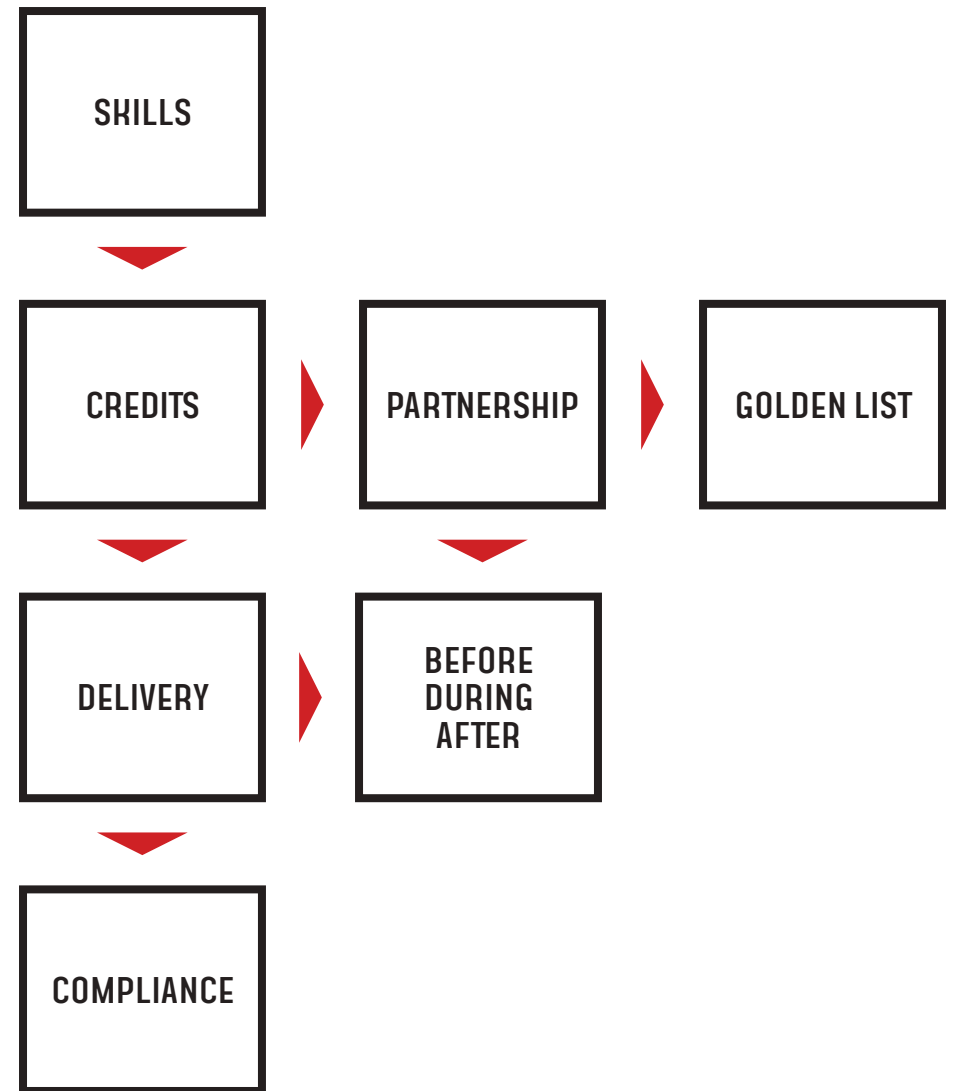 SKILLS
CREDITS
PARTNERSHIP
GOLDEN LIST
DELIVERY
BEFORE
DURING
AFTER
COMPLIANCE